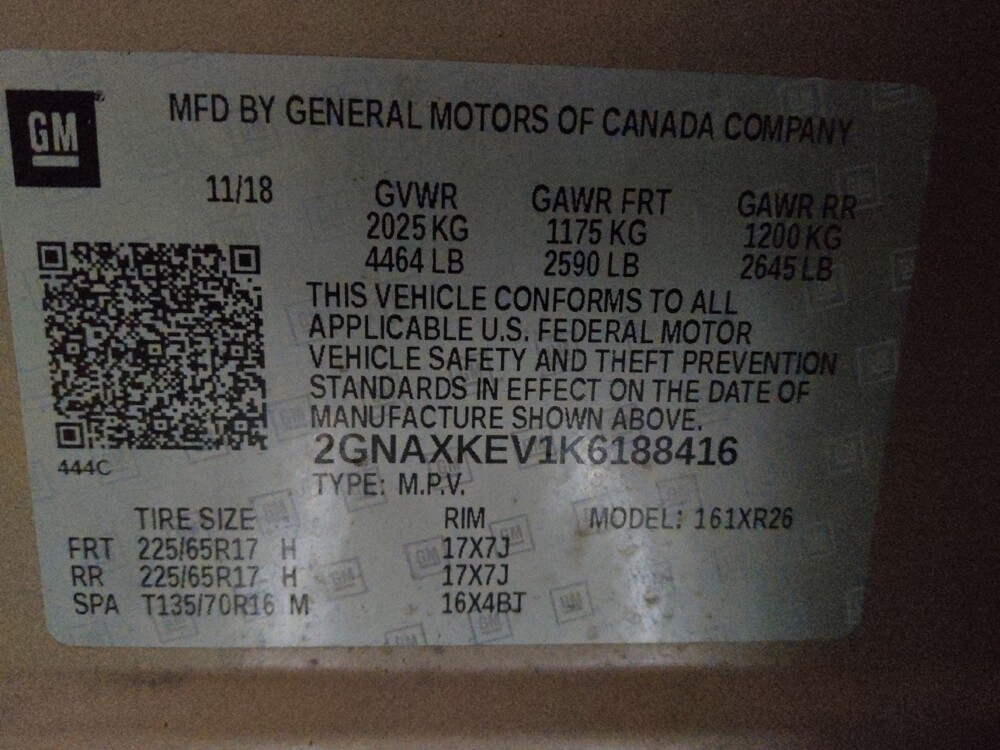 GM
MFD BY GENERAL MOTORS OF CANADA COMPANY
11/18 GVWR GAWR FRT GAWR RR
2025 KG 1175 KG 1200 KG
4464 LB 2590 LB 2645 LB
THIS VEHICLE CONFORMS TO ALL
APPLICABLE U.S. FEDERAL MOTOR
VEHICLE SAFETY AND THEFT PREVENTION
STANDARDS IN EFFECT ON THE DATE OF
MANUFACTURE SHOWN ABOVE.
444C
2GNAXKEV1K6188416
TYPE: M.P.V.
TIRE SIZE RIM MODEL: 161XR26
FRT 225/65R17 H 17X7J
RR 225/65R17 H 17X7J
SPA T135/70R16 M 16X4BT